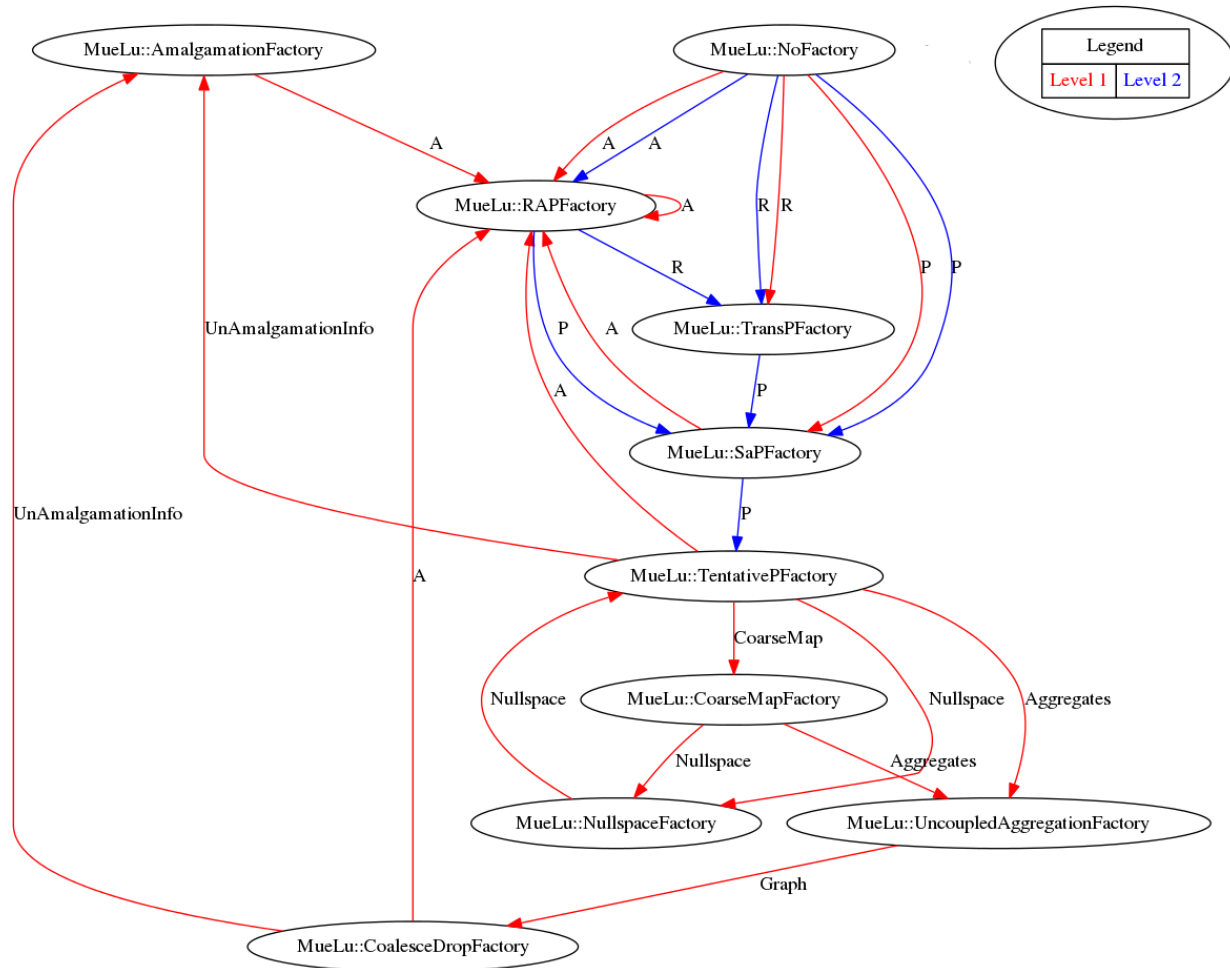 MueLu::AmalgamationFactory
MueLu::NoFactory
Legend
Level 1 Level 2
A
A
A
MueLu::RAPFactory
A
R
R
R
P
P
UnAmalgamationInfo
P
A
MueLu::TransPFactory
A
P
MueLu::SaPFactory
UnAmalgamationInfo
P
A
MueLu::TentativePFactory
CoarseMap
Nullspace
MueLu::CoarseMapFactory
Nullspace
Aggregates
Nullspace
Aggregates
MueLu::NullspaceFactory
MueLu::UncoupledAggregationFactory
Graph
MueLu::CoalesceDropFactory